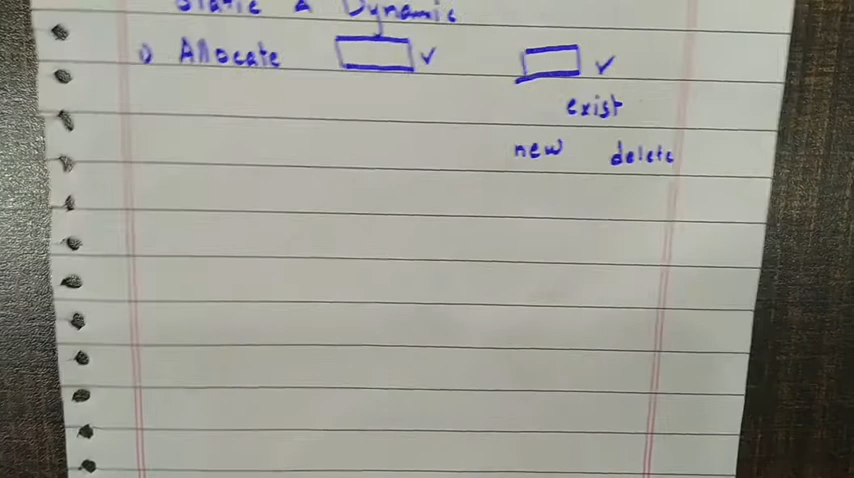 Static & Dynamic
1) Allocate ✓ ✓
exist
new delete